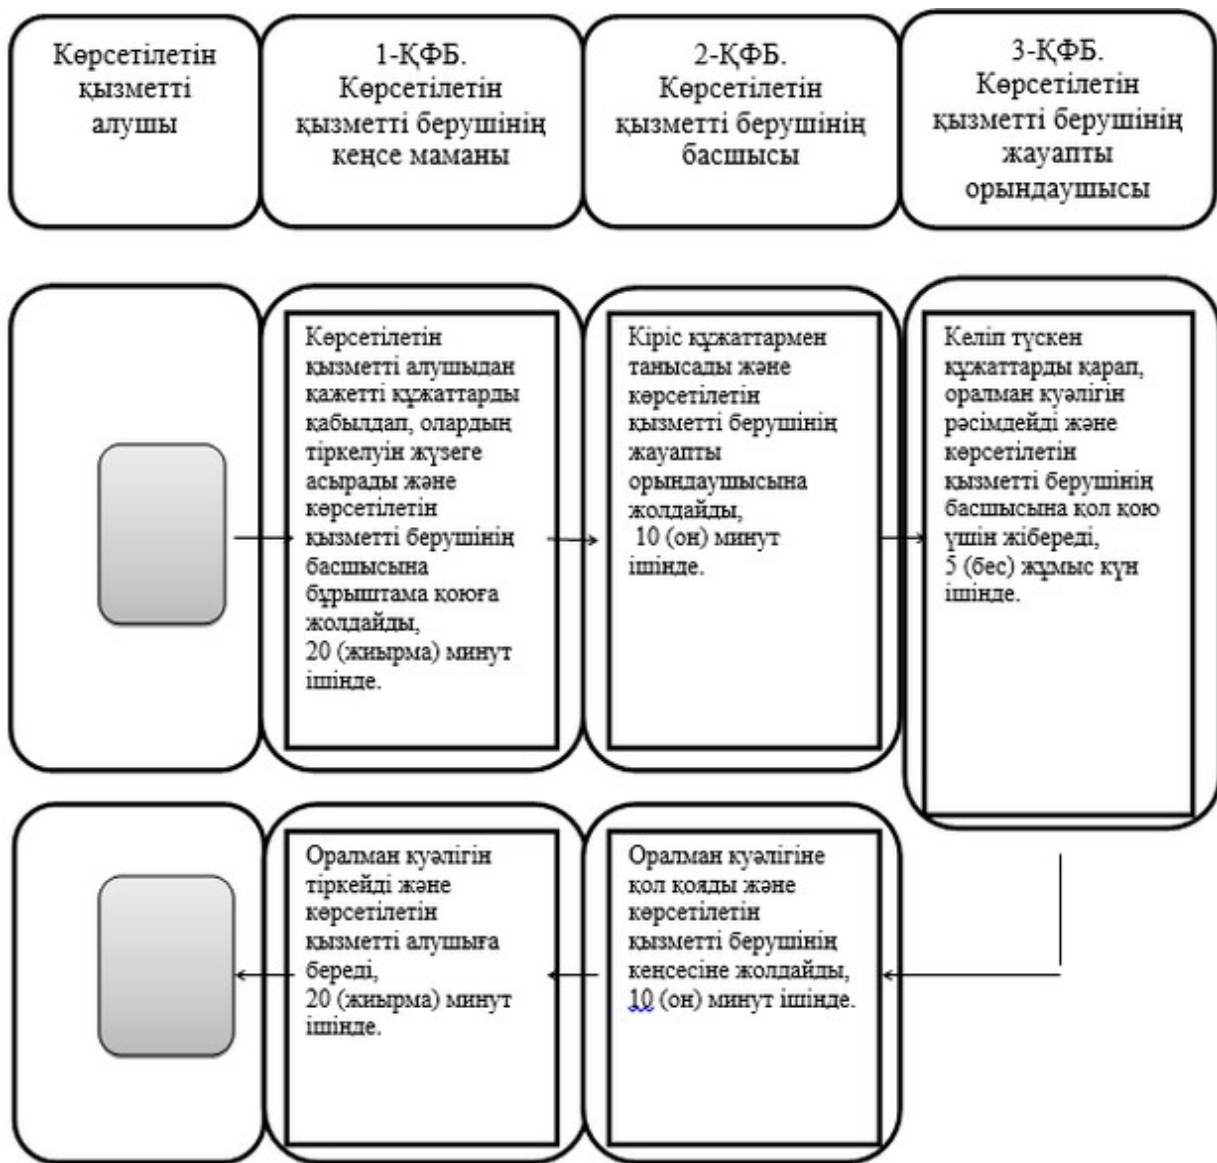 Көрсетілетін
қызметті
алушы
1-ҚФБ.
Көрсетілетін
қызметті берушінің
кеңсе маманы
2-ҚФБ.
Көрсетілетін
қызметті берушінің
басшысы
3-ҚФБ.
Көрсетілетін
қызметті берушінің
жауапты
орындаушысы
Көрсетілетін
қызметті алушыдан
қажетті құжаттарды
қабылдап, олардың
тіркелуін жүзеге
асырады және
көрсетілетін
қызметті берушінің
басшысына
бұрыштама қоюға
жолдайды,
20 (жиырма) минут
ішінде.
Кіріс құжаттармен
танысады және
көрсетілетін
қызметті берушінің
жауапты
орындаушысына
жолдайды,
10 (он) минут
ішінде.
Келіп түскен
құжаттарды қарап,
оралман куәлігін
рәсімдейді және
көрсетілетін
қызметті берушінің
басшысына қол қою
үшін жібереді,
5 (бес) жұмыс күн
ішінде.
Оралман куәлігін
тіркейді және
көрсетілетін
қызметті алушыға
береді,
20 (жиырма) минут
ішінде.
Оралман куәлігіне
қол қояды және
көрсетілетін
қызметті берушінің
кеңсесіне жолдайды,
10 (он) минут ішінде.